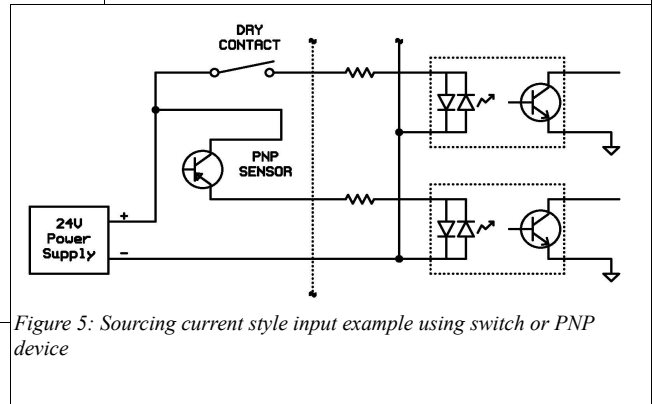 DRY
CONTACT
PNP
SENSOR
24V
Power
Supply
+
-
Figure 5: Sourcing current style input example using switch or PNP
device